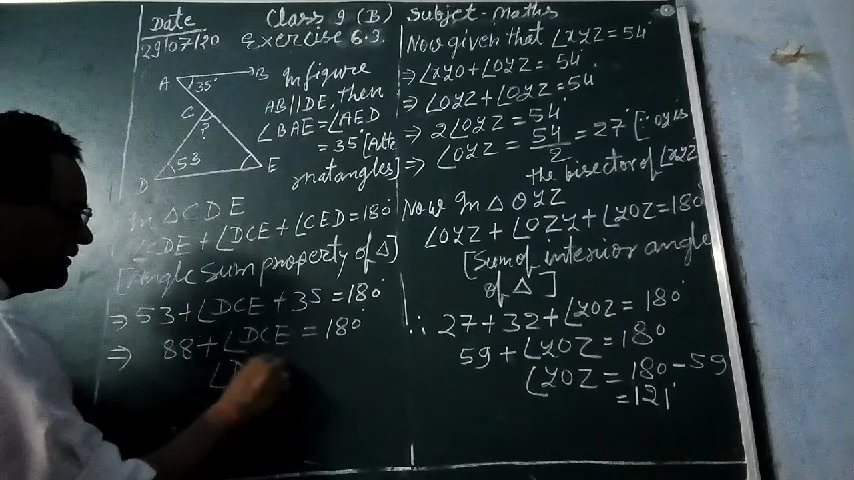 Date
29/07/20
Class 9 (B) Subjet - Maths
Exercise 6.3
A
35°
B
C
?
53
D
E
In figure
AB || DE, then
∠BAE = ∠AED
= 35° [Alte
rnatangles]
In △CDE
∠CDE + ∠DCE + ∠CED = 180°
[Angle Sum property of △]
⇒ 53 + ∠DCE + 35 = 180°
⇒ 88 + ∠DCE = 180°
∠D
Now given that ∠XYZ = 54°
⇒ ∠XYO + ∠OYZ = 54°
⇒ ∠OYZ + ∠OYZ = 54°
⇒ 2∠OYZ = 54°
⇒ ∠OYZ = 54/2 = 27° [∵ OY is
the bisector of ∠XYZ
Now In △ OYZ
∠OYZ + ∠OZY + ∠YOZ = 180°
[Sum of interior angle
of △]
∴ 27 + 32 + ∠YOZ = 180°
59 + ∠YOZ = 180°
∠YOZ = 180 - 59
= 121°